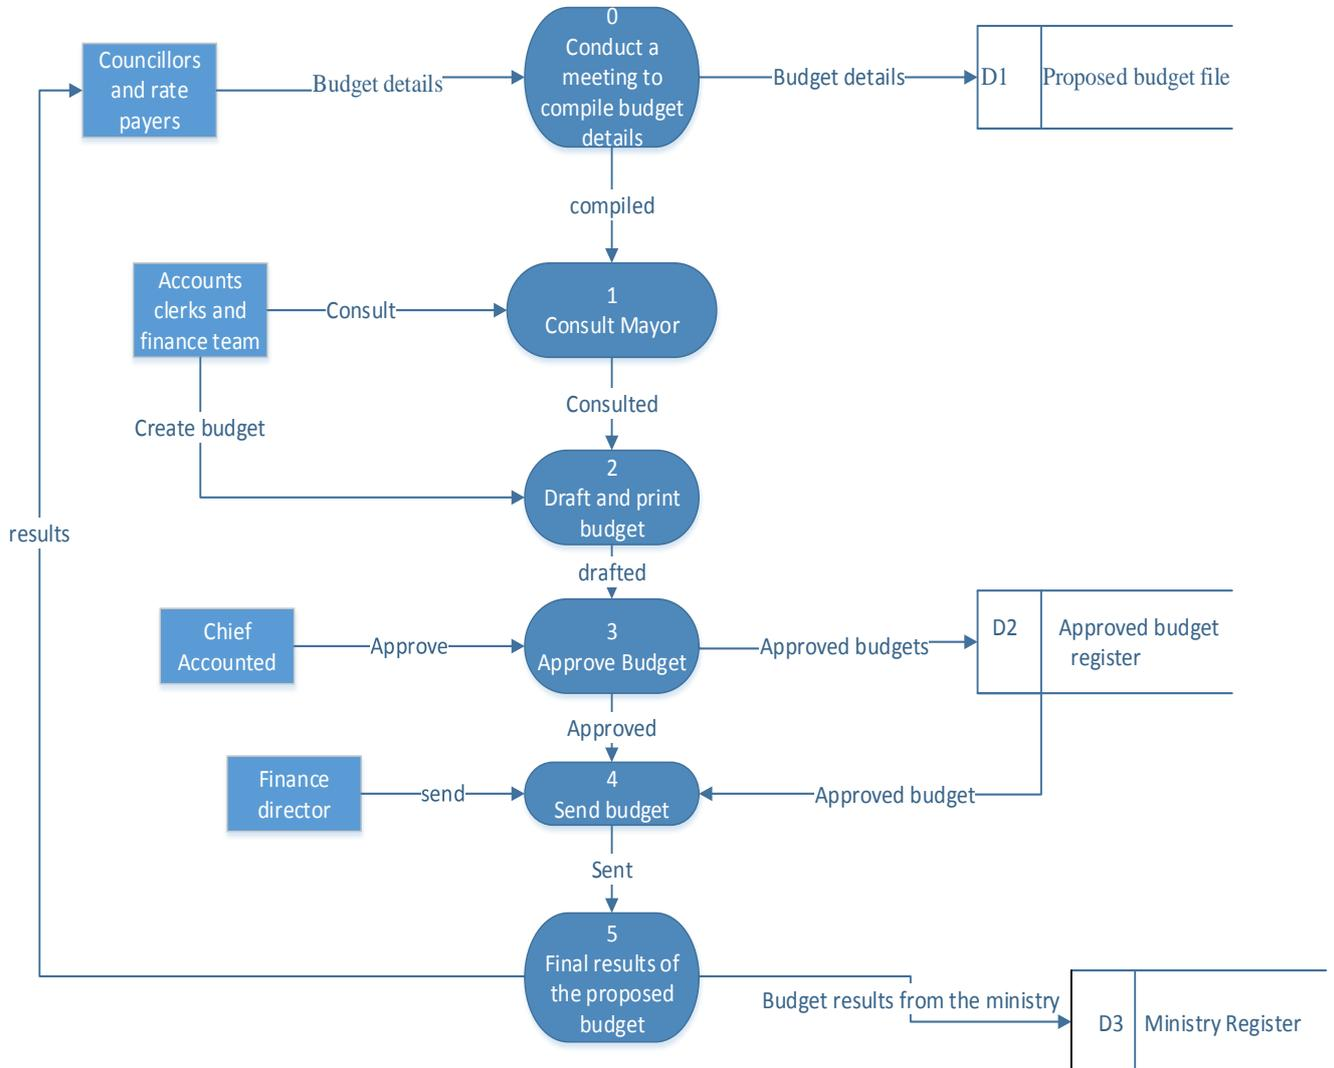 0
Conduct a
meeting to
compile budget
details
Councillors
and rate
payers
Budget details
Budget details
D1
Proposed budget file
compiled
Accounts
clerks and
finance team
Consult
1
Consult Mayor
Create budget
Consulted
2
Draft and print
budget
results
drafted
Chief
Accounted
Approve
3
Approve Budget
Approved budgets
D2
Approved budget
register
Approved
Finance
director
send
4
Send budget
Approved budget
Sent
5
Final results of
the proposed
budget
Budget results from the ministry
D3
Ministry Register